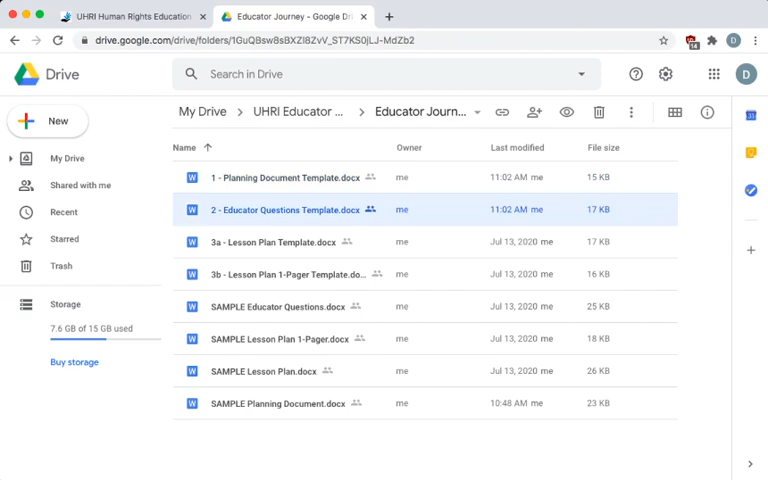 UHRI Human Rights Education
Educator Journey - Google Dri
drive.google.com/drive/folders/1GuQBsw8sBXZI8ZvV_ST7KS0jLJ-MdZb2
14
D
Drive
Search in Drive
D
New
My Drive
UHRI Educator ...
Educator Journ...
Name
Owner
Last modified
File size
My Drive
Shared with me
Recent
Starred
Trash
Storage
7.6 GB of 15 GB used
Buy storage
W 1 - Planning Document Template.docx me 11:02 AM me 15 KB
W 2 - Educator Questions Template.docx me 11:02 AM me 17 KB
W 3a - Lesson Plan Template.docx me Jul 13, 2020 me 17 KB
W 3b - Lesson Plan 1-Pager Template.do... me Jul 13, 2020 me 16 KB
W SAMPLE Educator Questions.docx me Jul 13, 2020 me 25 KB
W SAMPLE Lesson Plan 1-Pager.docx me Jul 13, 2020 me 18 KB
W SAMPLE Lesson Plan.docx me Jul 13, 2020 me 26 KB
W SAMPLE Planning Document.docx me 10:48 AM me 23 KB
31